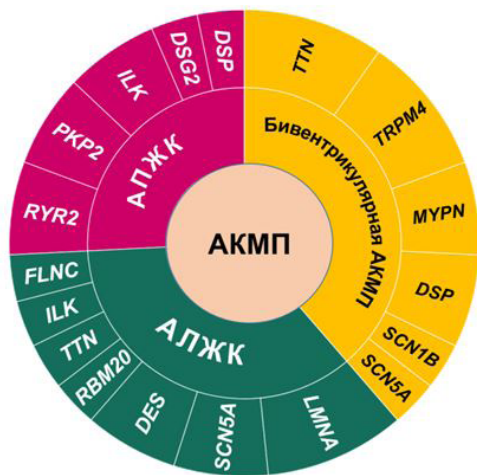 АКМП
Бивентрикулярная АКМП
TTN
TRPM4
MYPN
DSP
SCN1B
SCN5A
АЛЖК
LMNA
SCN5A
DES
RBM20
TTN
ILK
FLNC
АПЖК
RYR2
PKP2
ILK
DSG2
DSP